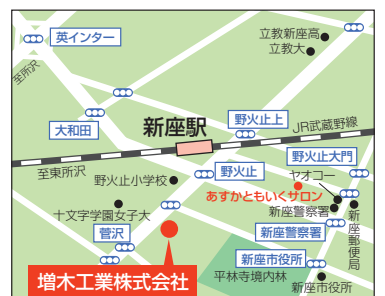 英インター
立教新座高
立教大
至所沢
大和田
新座駅
野火止上
JR武蔵野線
野火止大門
至東所沢
野火止小学校
野火止
ヤオコー
あすかともいくサロン
十文字学園女子大
新座警察署
新座郵便局
菅沢
新座警察署
新座市役所
増木工業株式会社
平林寺境内林
新座市役所